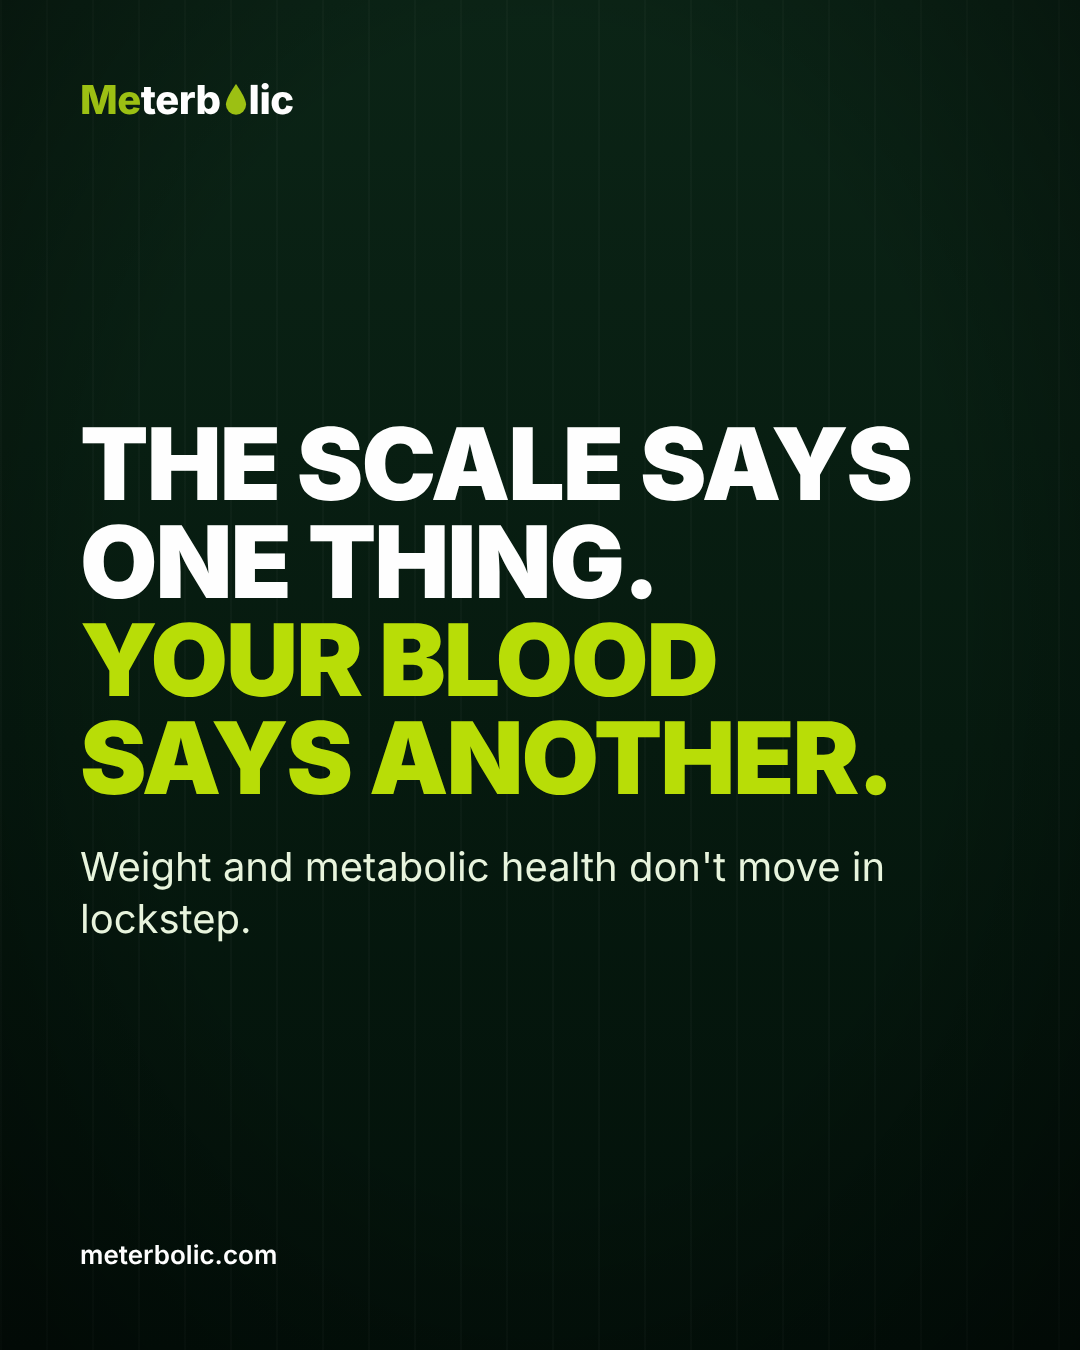 Meterbolic
THE SCALE SAYS
ONE THING.
YOUR BLOOD
SAYS ANOTHER.
Weight and metabolic health don't move in
lockstep.
meterbolic.com